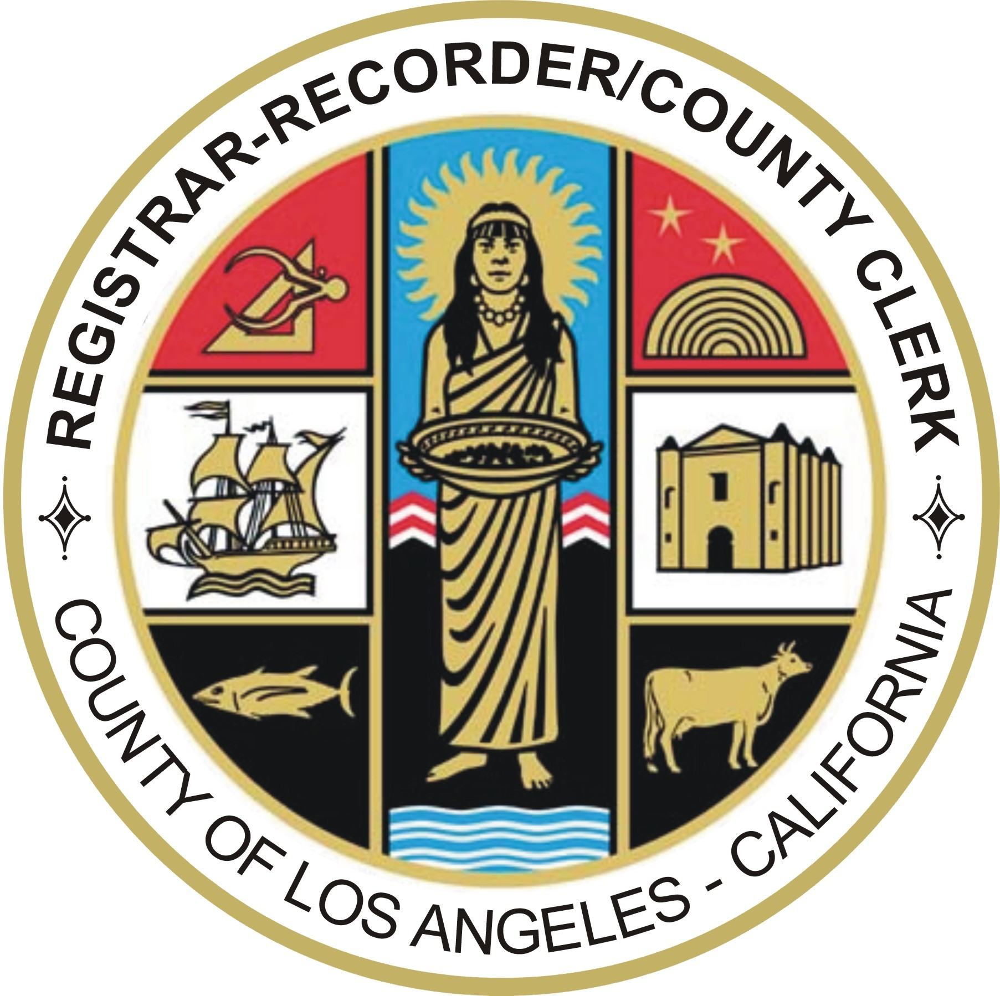 REGISTRAR-RECORDER/COUNTY CLERK
COUNTY OF LOS ANGELES - CALIFORNIA